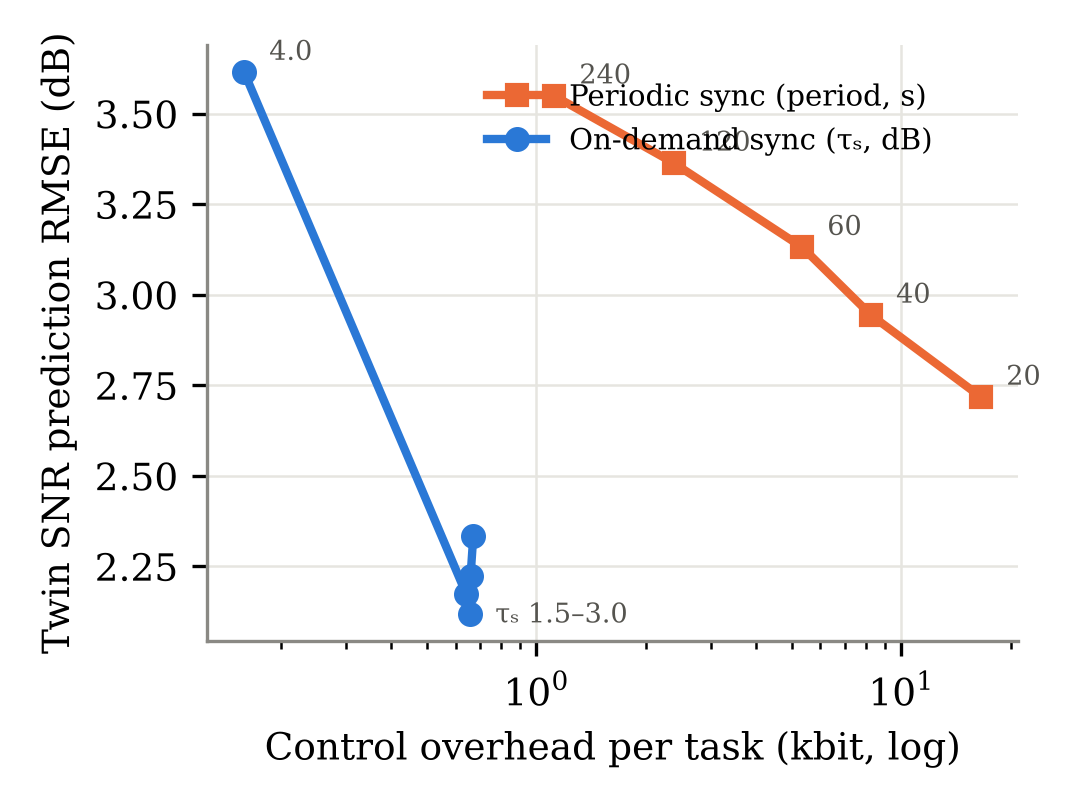 Twin SNR prediction RMSE (dB)
3.50
3.25
3.00
2.75
2.50
2.25
4.0
240
Periodic sync (period, s)
120
On-demand sync (τₛ, dB)
60
40
20
τₛ 1.5–3.0
10⁰
10¹
Control overhead per task (kbit, log)